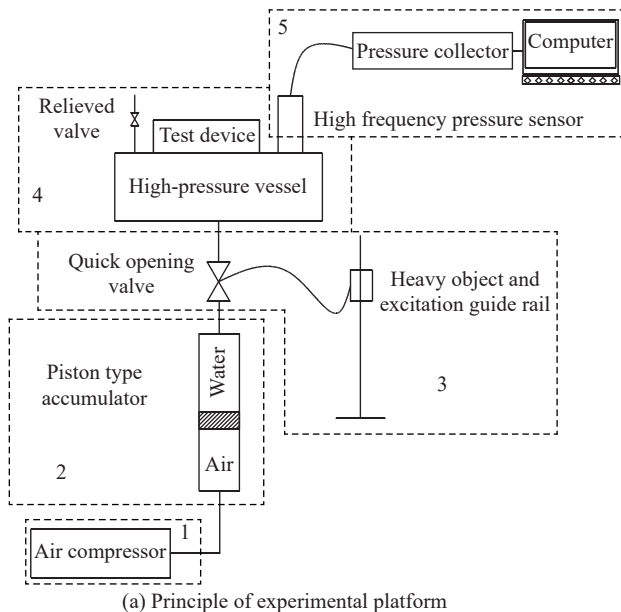 5
Pressure collector
Computer
Relieved
valve
Test device
High frequency pressure sensor
High-pressure vessel
4
Quick opening
valve
Heavy object and
excitation guide rail
3
Piston type
accumulator
Water
Air
2
1
Air compressor
(a) Principle of experimental platform